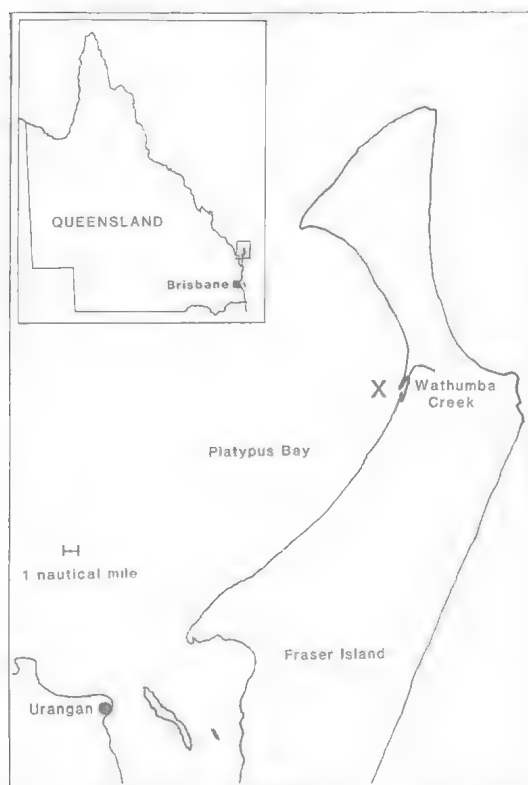 QUEENSLAND
Brisbane
X
Wathumba
Creek
Platypus Bay
1 nautical mile
Fraser Island
Urangan